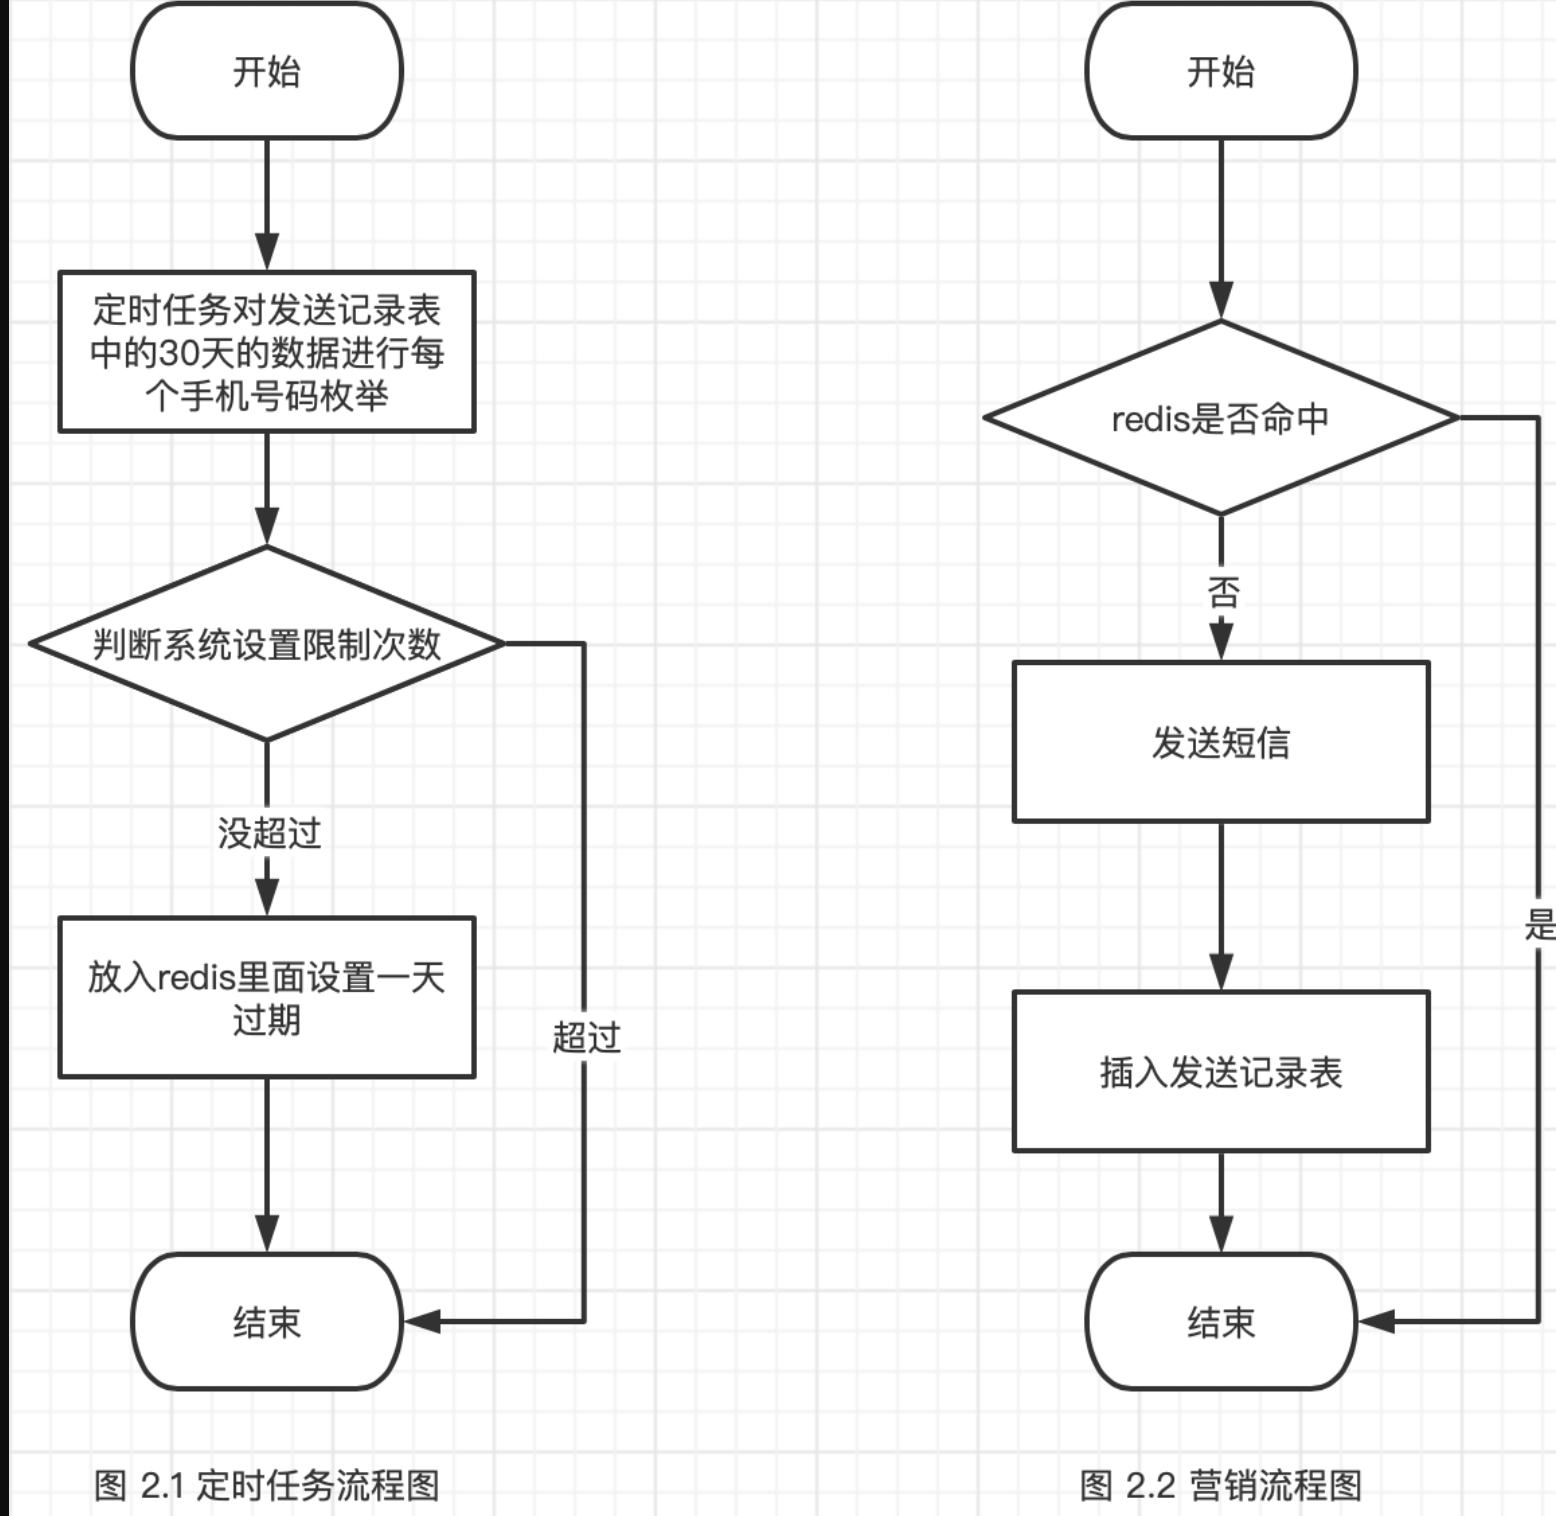 开始
定时任务对发送记录表
中的30天的数据进行每
个手机号码枚举
判断系统设置限制次数
没超过
放入redis里面设置一天
过期
超过
结束
图 2.1 定时任务流程图
开始
redis是否命中
否
发送短信
插入发送记录表
是
结束
图 2.2 营销流程图